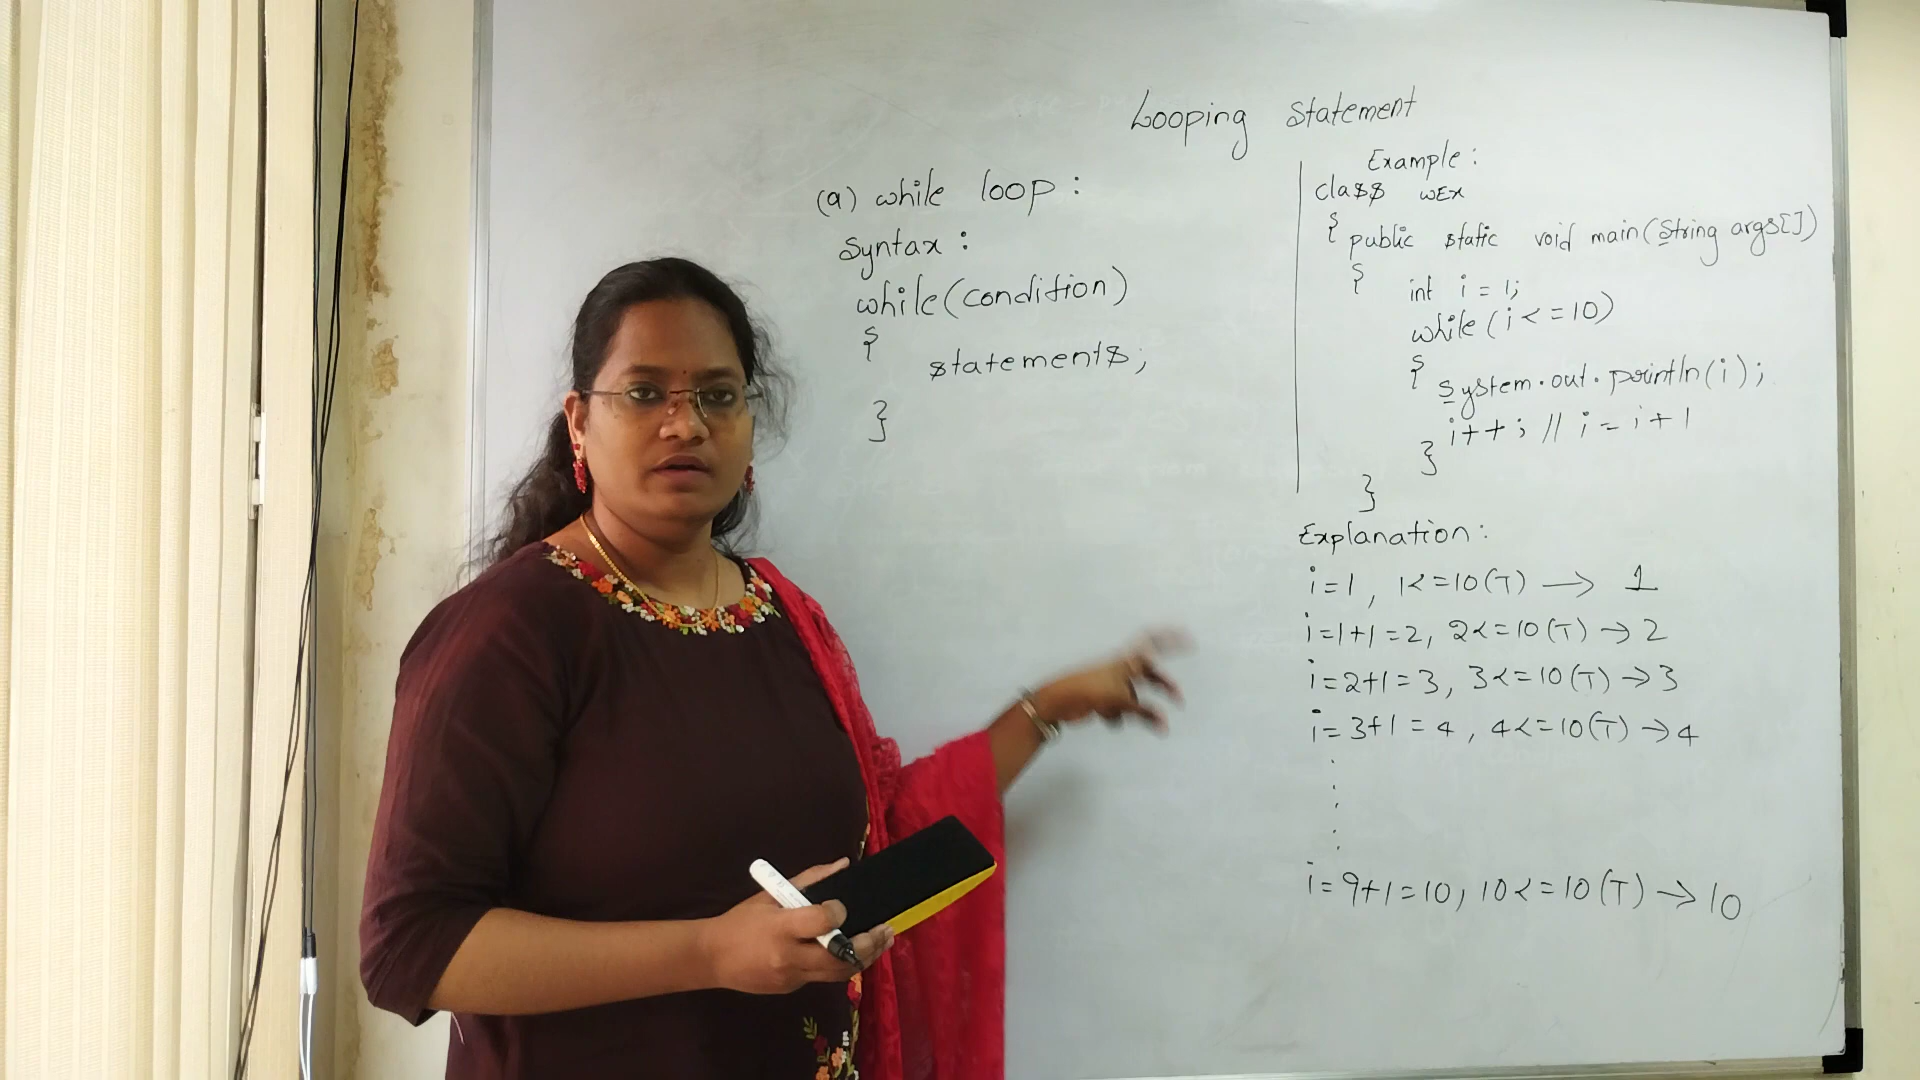 Looping Statement
(a) while loop :
Syntax :
while(condition)
{
statements;
}
Example :
class wEx
{ public static void main(String args[])
{ int i = 1;
while(i<=10)
{ System.out.println(i);
i++; // i = i+1
}
}
Explanation:
i=1, 1<=10(T) → 1
i=1+1=2, 2<=10(T) → 2
i=2+1=3, 3<=10(T) → 3
i=3+1=4, 4<=10(T) → 4
i=9+1=10, 10<=10(T) → 10